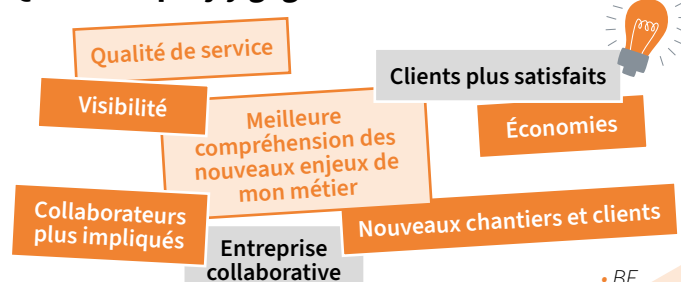 Qualité de service
Clients plus satisfaits
Visibilité
Meilleure
compréhension des
nouveaux enjeux de
mon métier
Économies
Collaborateurs
plus impliqués
Nouveaux chantiers et clients
Entreprise
collaborative
• BE